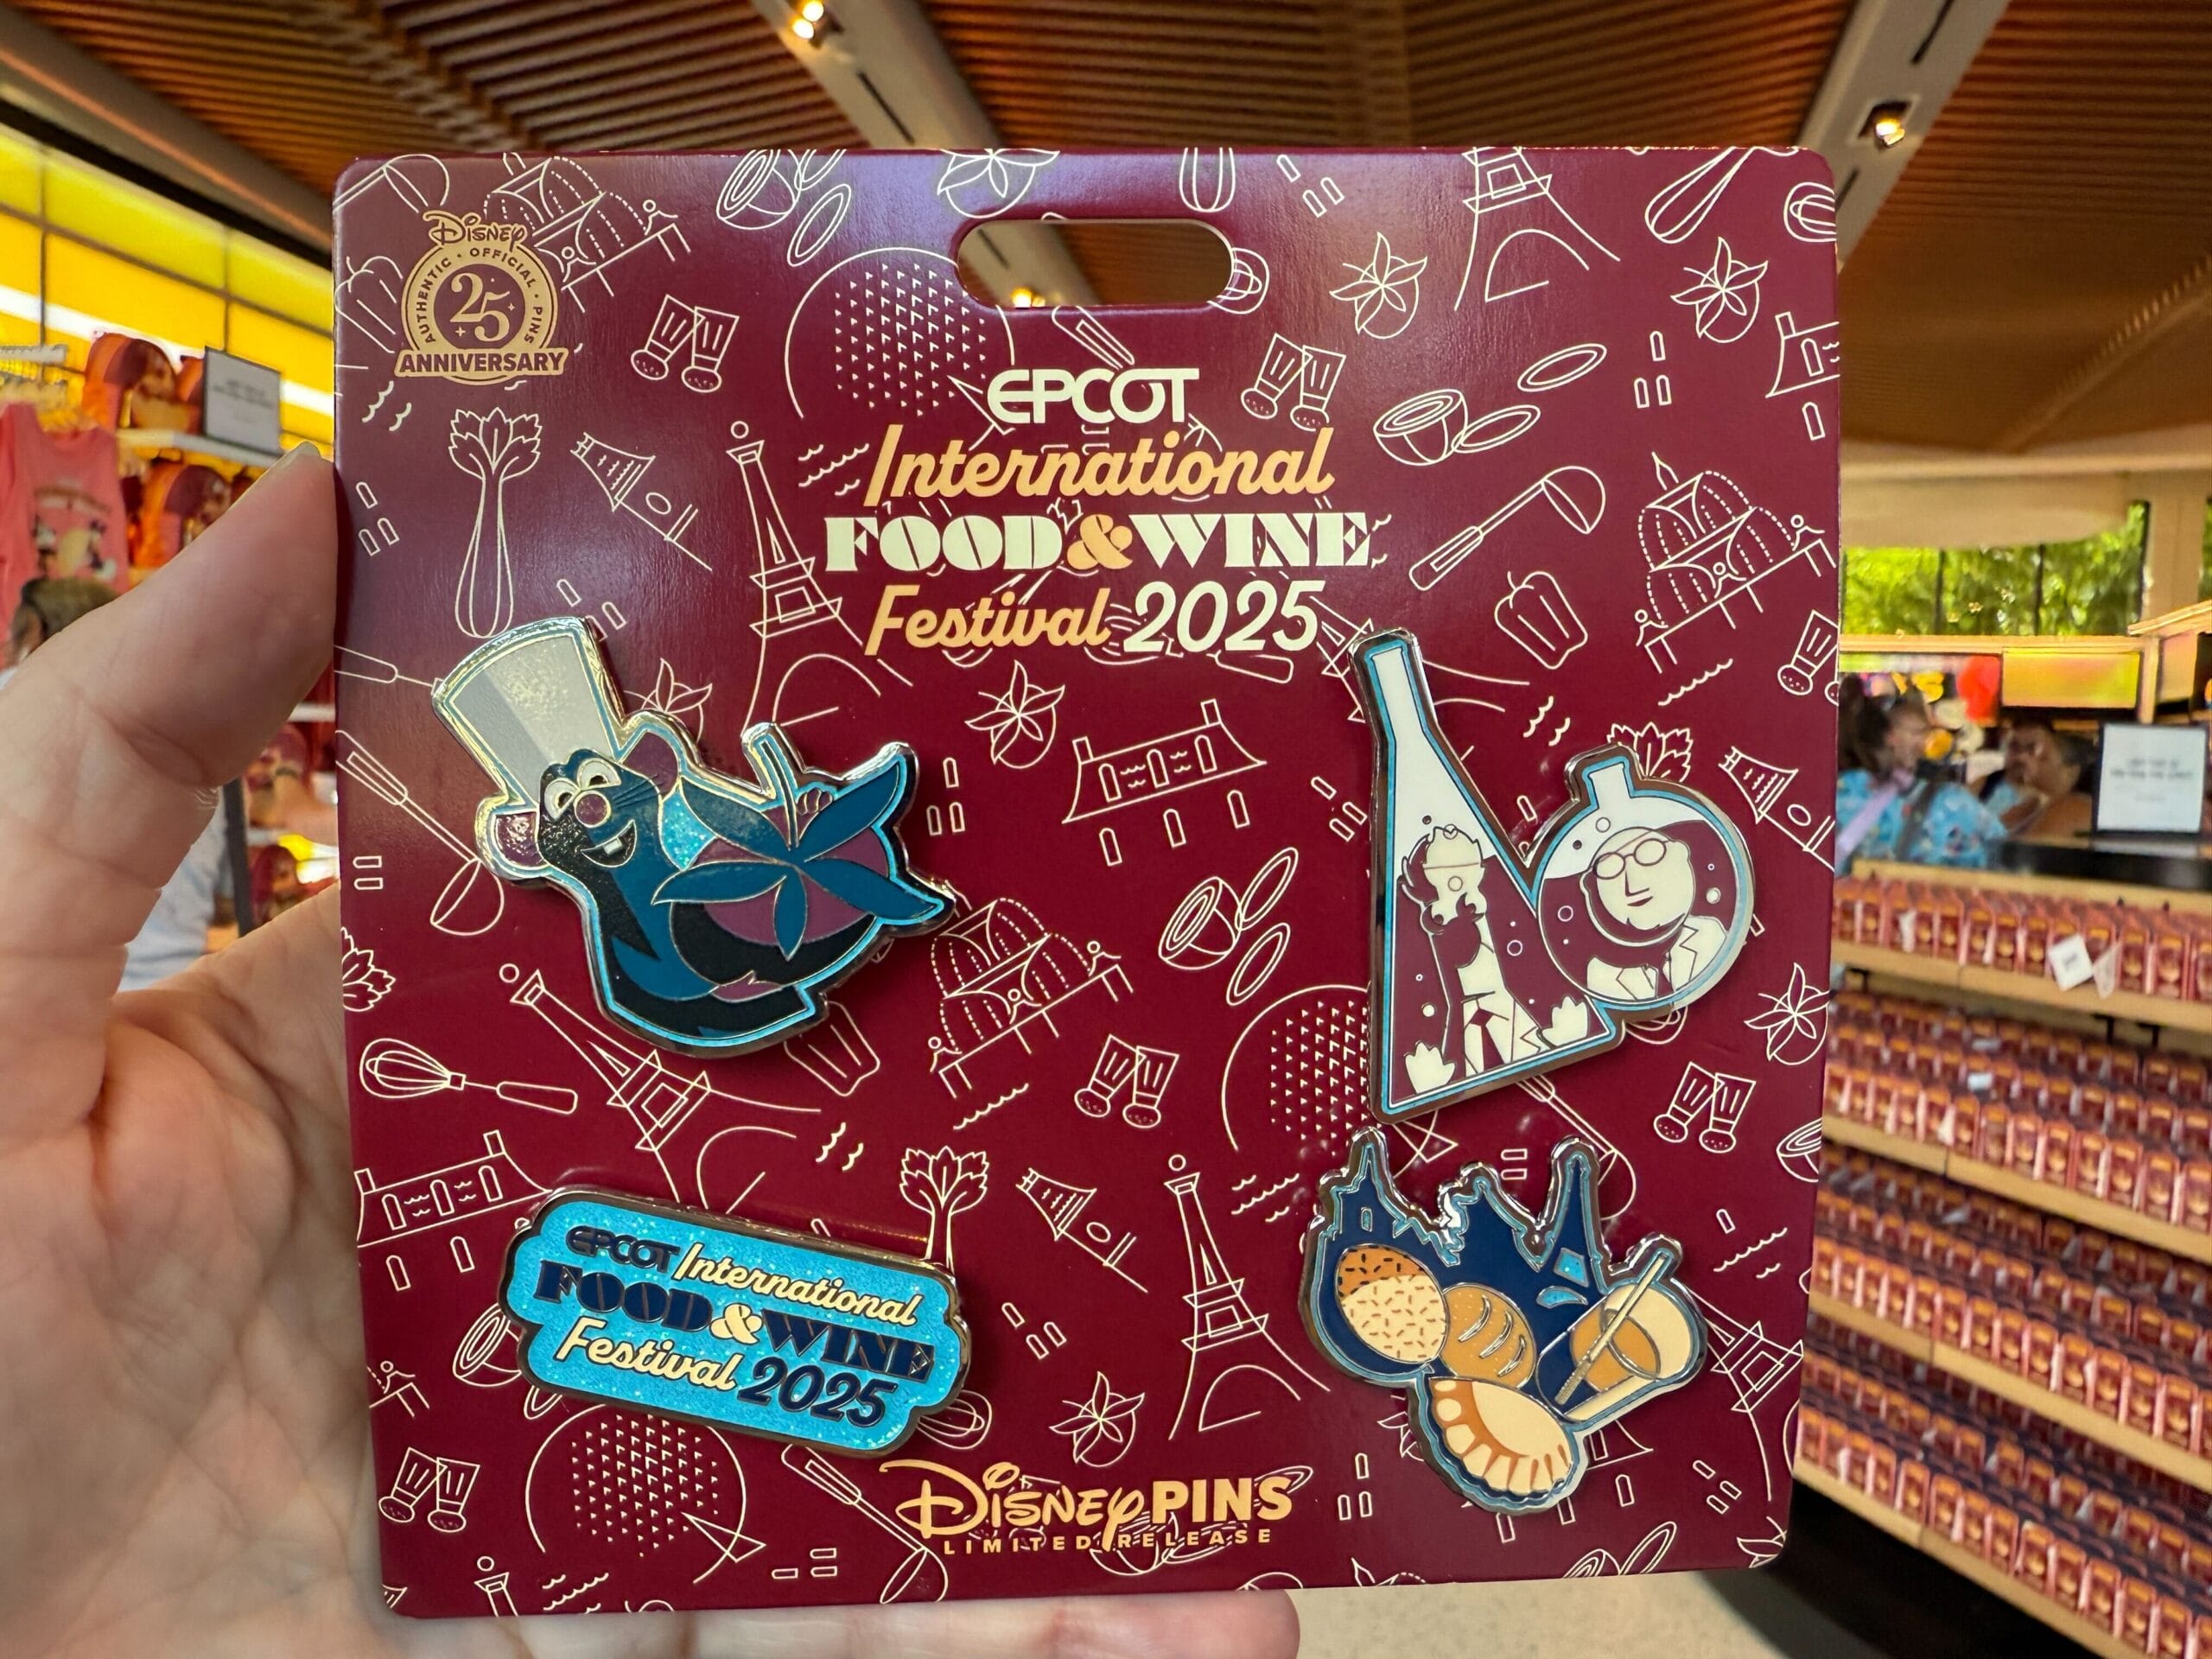 Disney
AUTHENTIC • OFFICIAL • PINS
25
ANNIVERSARY
EPCOT
International
FOOD & WINE
Festival 2025
EPCOT International
FOOD & WINE
Festival 2025
Disney PINS
LIMITED RELEASE